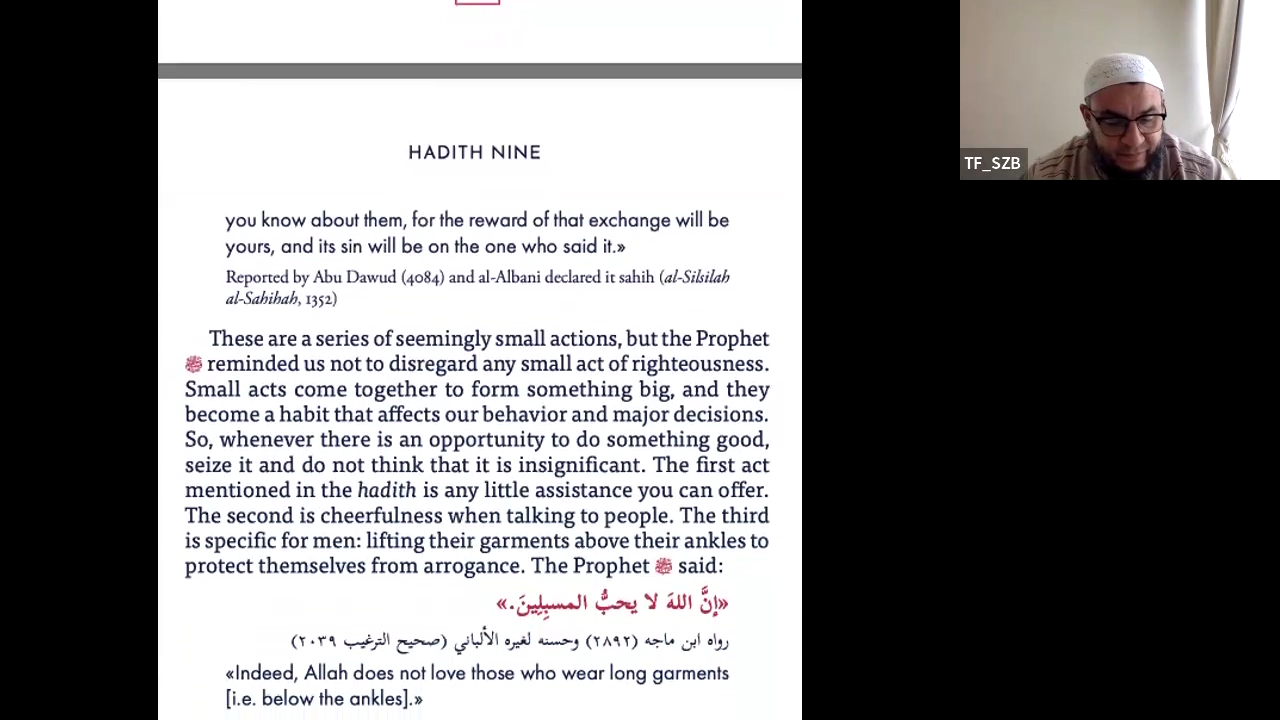 HADITH NINE
you know about them, for the reward of that exchange will be
yours, and its sin will be on the one who said it.»
Reported by Abu Dawud (4084) and al-Albani declared it sahih (al-Silsilah
al-Sahihah, 1352)
These are a series of seemingly small actions, but the Prophet
ﷺ reminded us not to disregard any small act of righteousness.
Small acts come together to form something big, and they
become a habit that affects our behavior and major decisions.
So, whenever there is an opportunity to do something good,
seize it and do not think that it is insignificant. The first act
mentioned in the hadith is any little assistance you can offer.
The second is cheerfulness when talking to people. The third
is specific for men: lifting their garments above their ankles to
protect themselves from arrogance. The Prophet ﷺ said:
«إنَّ اللهَ لا يحبُّ المسبِلِينَ.»
رواه ابن ماجه (٢٨٩٢) وحسنه لغيره الألباني (صحيح الترغيب ٢٠٣٩)
«Indeed, Allah does not love those who wear long garments
[i.e. below the ankles].»
TF_SZB